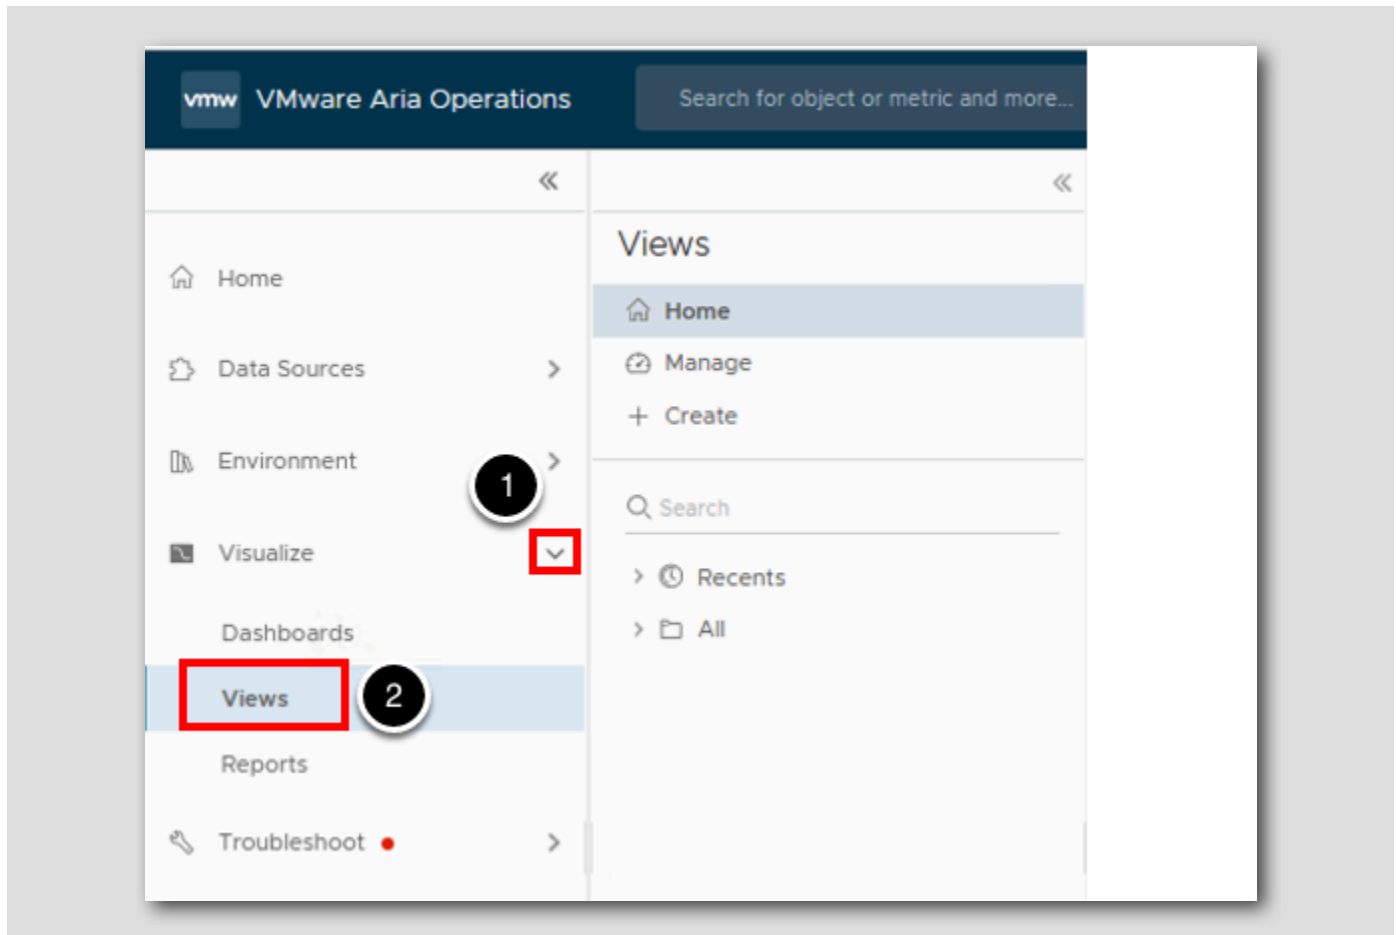 vmw VMware Aria Operations
Search for object or metric and more...
Home
Data Sources
Environment
1
Visualize
Dashboards
Views
2
Reports
Troubleshoot
Views
Home
Manage
Create
Search
Recents
All